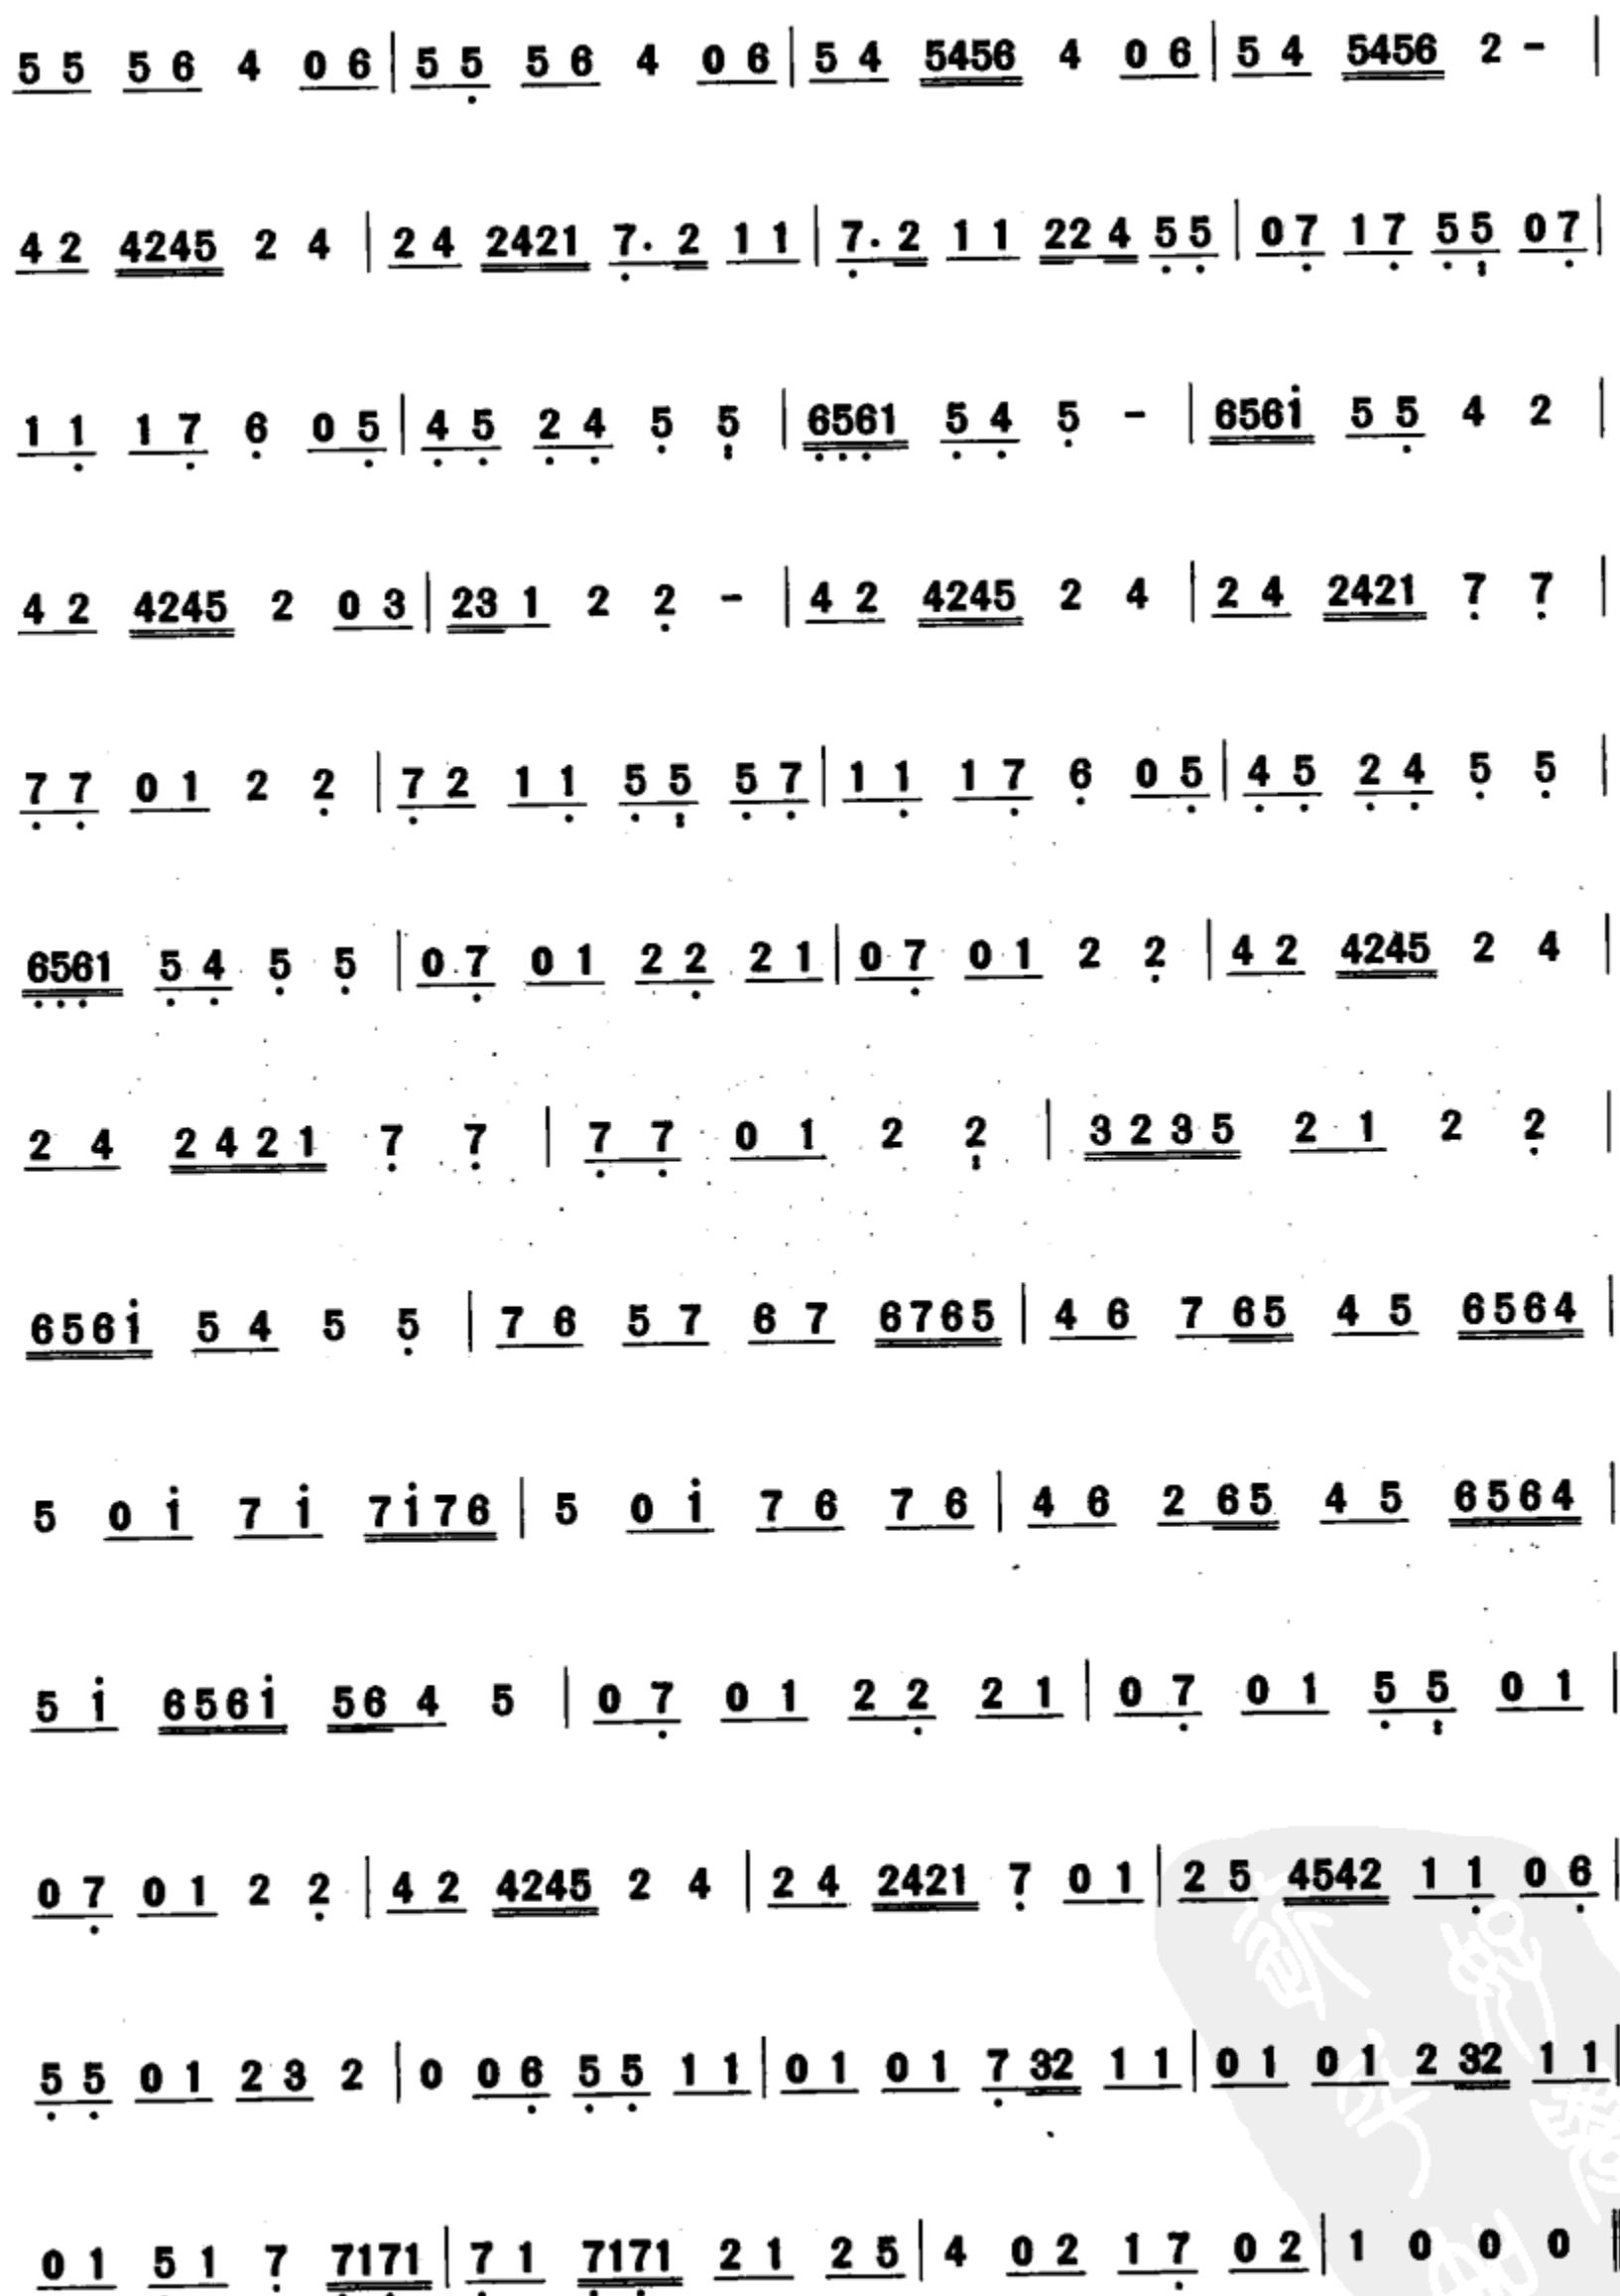 5 5 5 6 4 0 6 | 5 5̣ 5 6 4 0 6 | 5 4 5456 4 0 6 | 5 4 5456 2 - |
4 2 4245 2 4 | 2 4 2421 7̣. 2 1 1 | 7̣. 2 1 1 22 4 5̣ 5̣ | 0 7̣ 1 7̣ 5̣ 5̣̣ 0 7̣ |
1 1̣ 1 7̣ 6̣ 0 5̣ | 4̣ 5̣ 2̣ 4̣ 5̣ 5̣̣ | 6̣5̣6̣1 5̣ 4̣ 5̣ - | 656i 5 5̣ 4 2 |
4 2 4245 2 0 3 | 23 1 2 2̣ - | 4 2 4245 2 4 | 2 4 2421 7̣ 7̣ |
7̣ 7̣ 0 1 2 2̣ | 7̣ 2 1 1̣ 5̣ 5̣̣ 5̣ 7̣ | 1 1̣ 1 7̣ 6̣ 0 5̣ | 4̣ 5̣ 2̣ 4̣ 5̣ 5̣ |
6̣5̣6̣1 5̣ 4̣ 5̣ 5̣ | 0 7̣ 0 1 2 2̣ 2 1 | 0 7̣ 0 1 2 2̣ | 4 2 4245 2 4 |
2 4 2421 7̣ 7̣ | 7̣ 7̣ 0 1 2 2̣̣ | 3235 2 1 2 2̣ |
656i 5 4 5 5̣ | 7 6 5 7 6 7 6765 | 4 6 7 65 4 5 6564 |
5 0 i 7 i 7i76 | 5 0 i 7 6 7 6 | 4 6 2 65 4 5 6564 |
5 i 656i 56 4 5 | 0 7̣ 0 1 2 2̣ 2 1 | 0 7̣ 0 1 5̣ 5̣̣ 0 1 |
0 7̣ 0 1 2 2̣ | 4 2 4245 2 4 | 2 4 2421 7̣ 0 1 | 2 5 4542 1 1̣ 0 6̣ |
5̣ 5̣ 0 1 2 3 2 | 0 0 6̣ 5̣ 5̣ 1 1 | 0 1 0 1 7̣ 32 1 1 | 0 1 0 1 2 32 1 1 |
0 1 5 1 7̣ 7̣17̣1 | 7̣ 1 7̣17̣1 2 1 2 5 | 4 0 2 1 7̣ 0 2 | 1 0 0 0 ‖